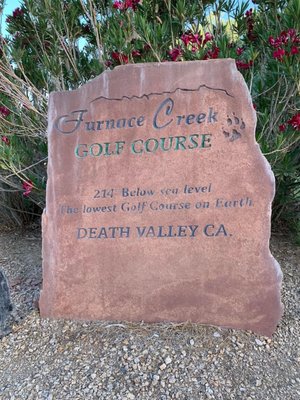 Furnace Creek
GOLF COURSE
214 Below sea level
The lowest Golf Course on Earth
DEATH VALLEY CA.